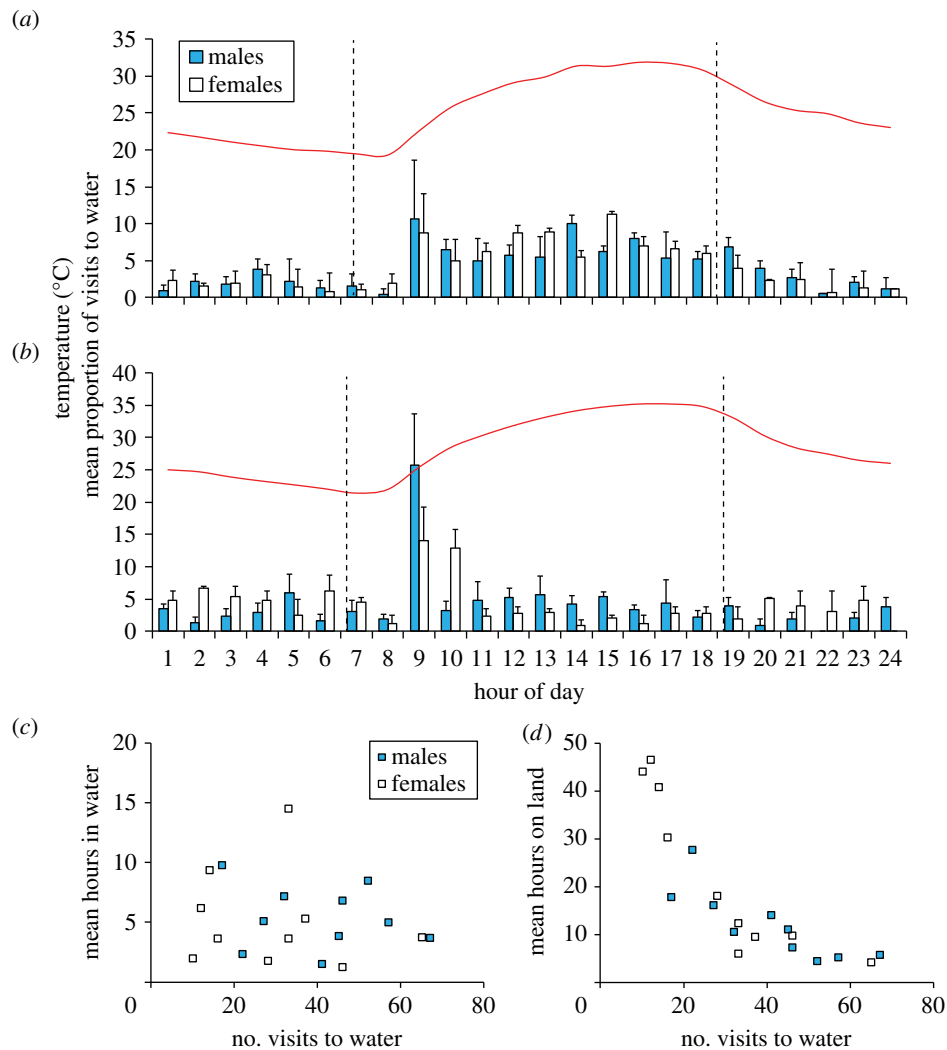 (a)
35
30
25
20
15
10
5
0
males
females
temperature (°C)
mean proportion of visits to water
(b)
40
35
30
25
20
15
10
5
0
1 2 3 4 5 6 7 8 9 10 11 12 13 14 15 16 17 18 19 20 21 22 23 24
hour of day
(c)
20
15
10
5
0 20 40 60 80
mean hours in water
no. visits to water
males
females
(d)
50
40
30
20
10
0 20 40 60 80
mean hours on land
no. visits to water